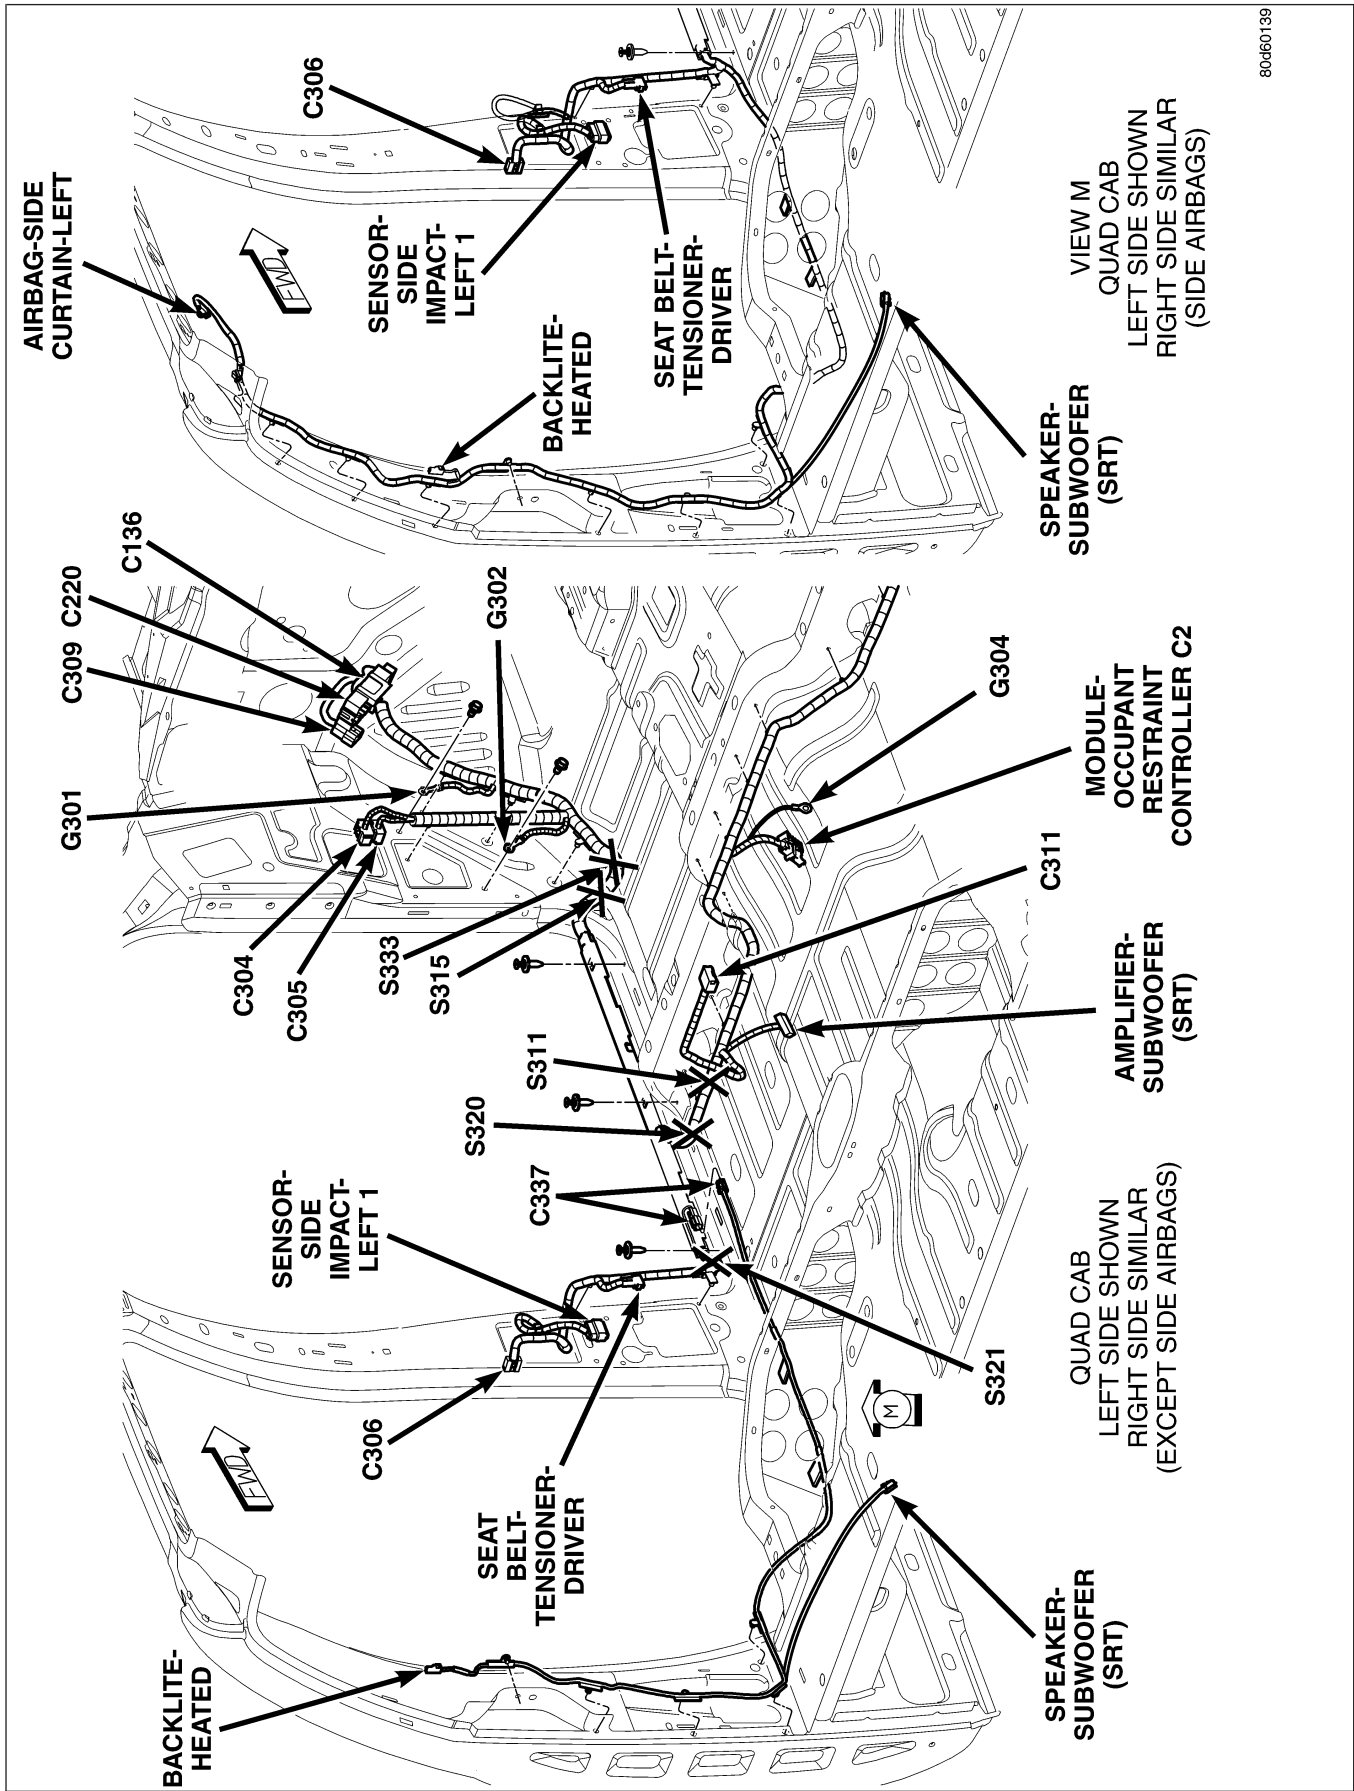 AIRBAG-SIDE
CURTAIN-LEFT
FWD
C306
SENSOR-
SIDE
IMPACT-
LEFT 1
BACKLITE-
HEATED
SEAT BELT-
TENSIONER-
DRIVER
SPEAKER-
SUBWOOFER
(SRT)
VIEW M
QUAD CAB
LEFT SIDE SHOWN
RIGHT SIDE SIMILAR
(SIDE AIRBAGS)
80d60139
C136
C220
C309
G301
G302
C304
C305
S333
S315
S311
S320
C337
G304
MODULE-
OCCUPANT
RESTRAINT
CONTROLLER C2
C311
AMPLIFIER-
SUBWOOFER
(SRT)
SENSOR-
SIDE
IMPACT-
LEFT 1
C306
FWD
SEAT
BELT-
TENSIONER-
DRIVER
BACKLITE-
HEATED
S321
M
SPEAKER-
SUBWOOFER
(SRT)
QUAD CAB
LEFT SIDE SHOWN
RIGHT SIDE SIMILAR
(EXCEPT SIDE AIRBAGS)